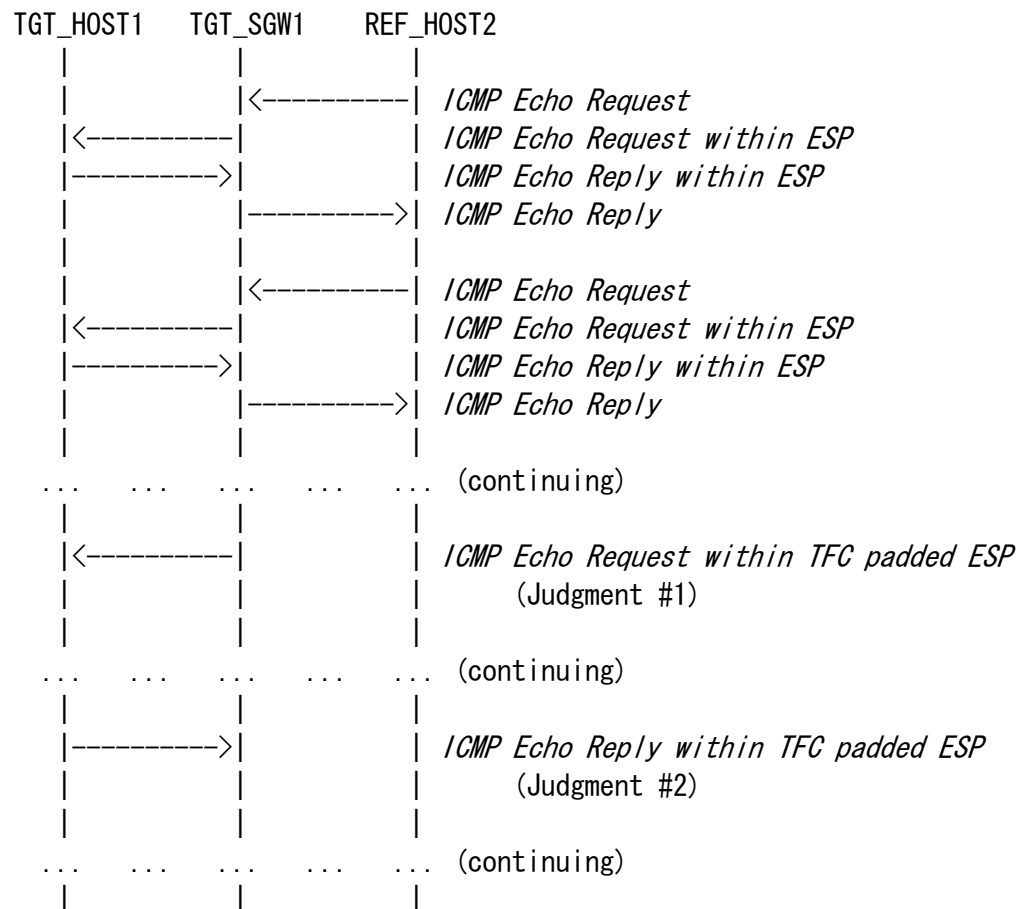 TGT_HOST1 TGT_SGW1 REF_HOST2
| | |
| |<----------| ICMP Echo Request
|<----------| | ICMP Echo Request within ESP
|---------->| | ICMP Echo Reply within ESP
| |---------->| ICMP Echo Reply
| | |
| |<----------| ICMP Echo Request
|<----------| | ICMP Echo Request within ESP
|---------->| | ICMP Echo Reply within ESP
| |---------->| ICMP Echo Reply
| | |
... ... ... ... ... (continuing)
| | |
|<----------| | ICMP Echo Request within TFC padded ESP
| | | (Judgment #1)
| | |
... ... ... ... ... (continuing)
| | |
|---------->| | ICMP Echo Reply within TFC padded ESP
| | | (Judgment #2)
| | |
... ... ... ... ... (continuing)
| | |